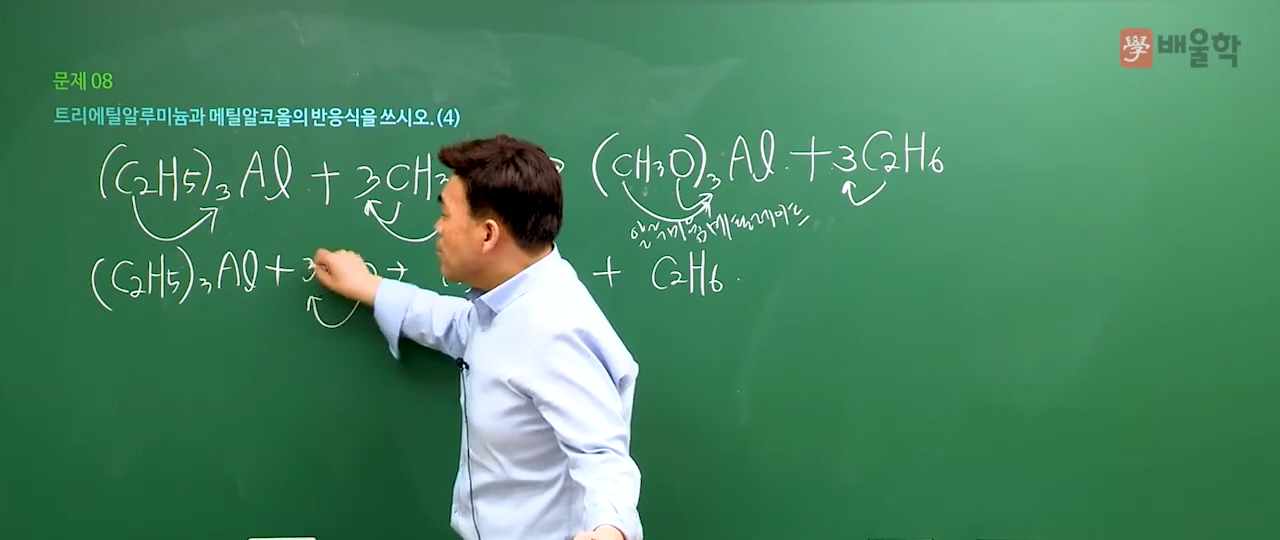 學 배울학
문제 08
트리에틸알루미늄과 메틸알코올의 반응식을 쓰시오. (4)
(C2H5)3Al + 3CH3 (CH3O)3Al + 3C2H6
(C2H5)3Al + 3 + C2H6